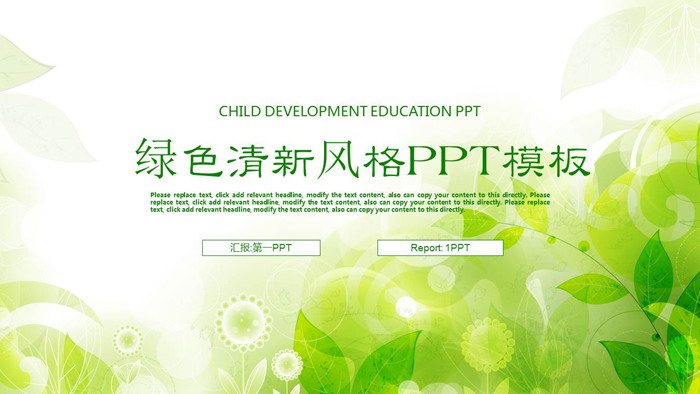 CHILD DEVELOPMENT EDUCATION PPT
绿色清新风格PPT模板
Please replace text, click add relevant headline, modify the text content, also can copy your content to this directly. Please
replace text, click add relevant headline, modify the text content, also can copy your content to this directly. Please replace
text, click add relevant headline, modify the text content, also can copy your content to this directly.
汇报:第一PPT
Report: 1PPT